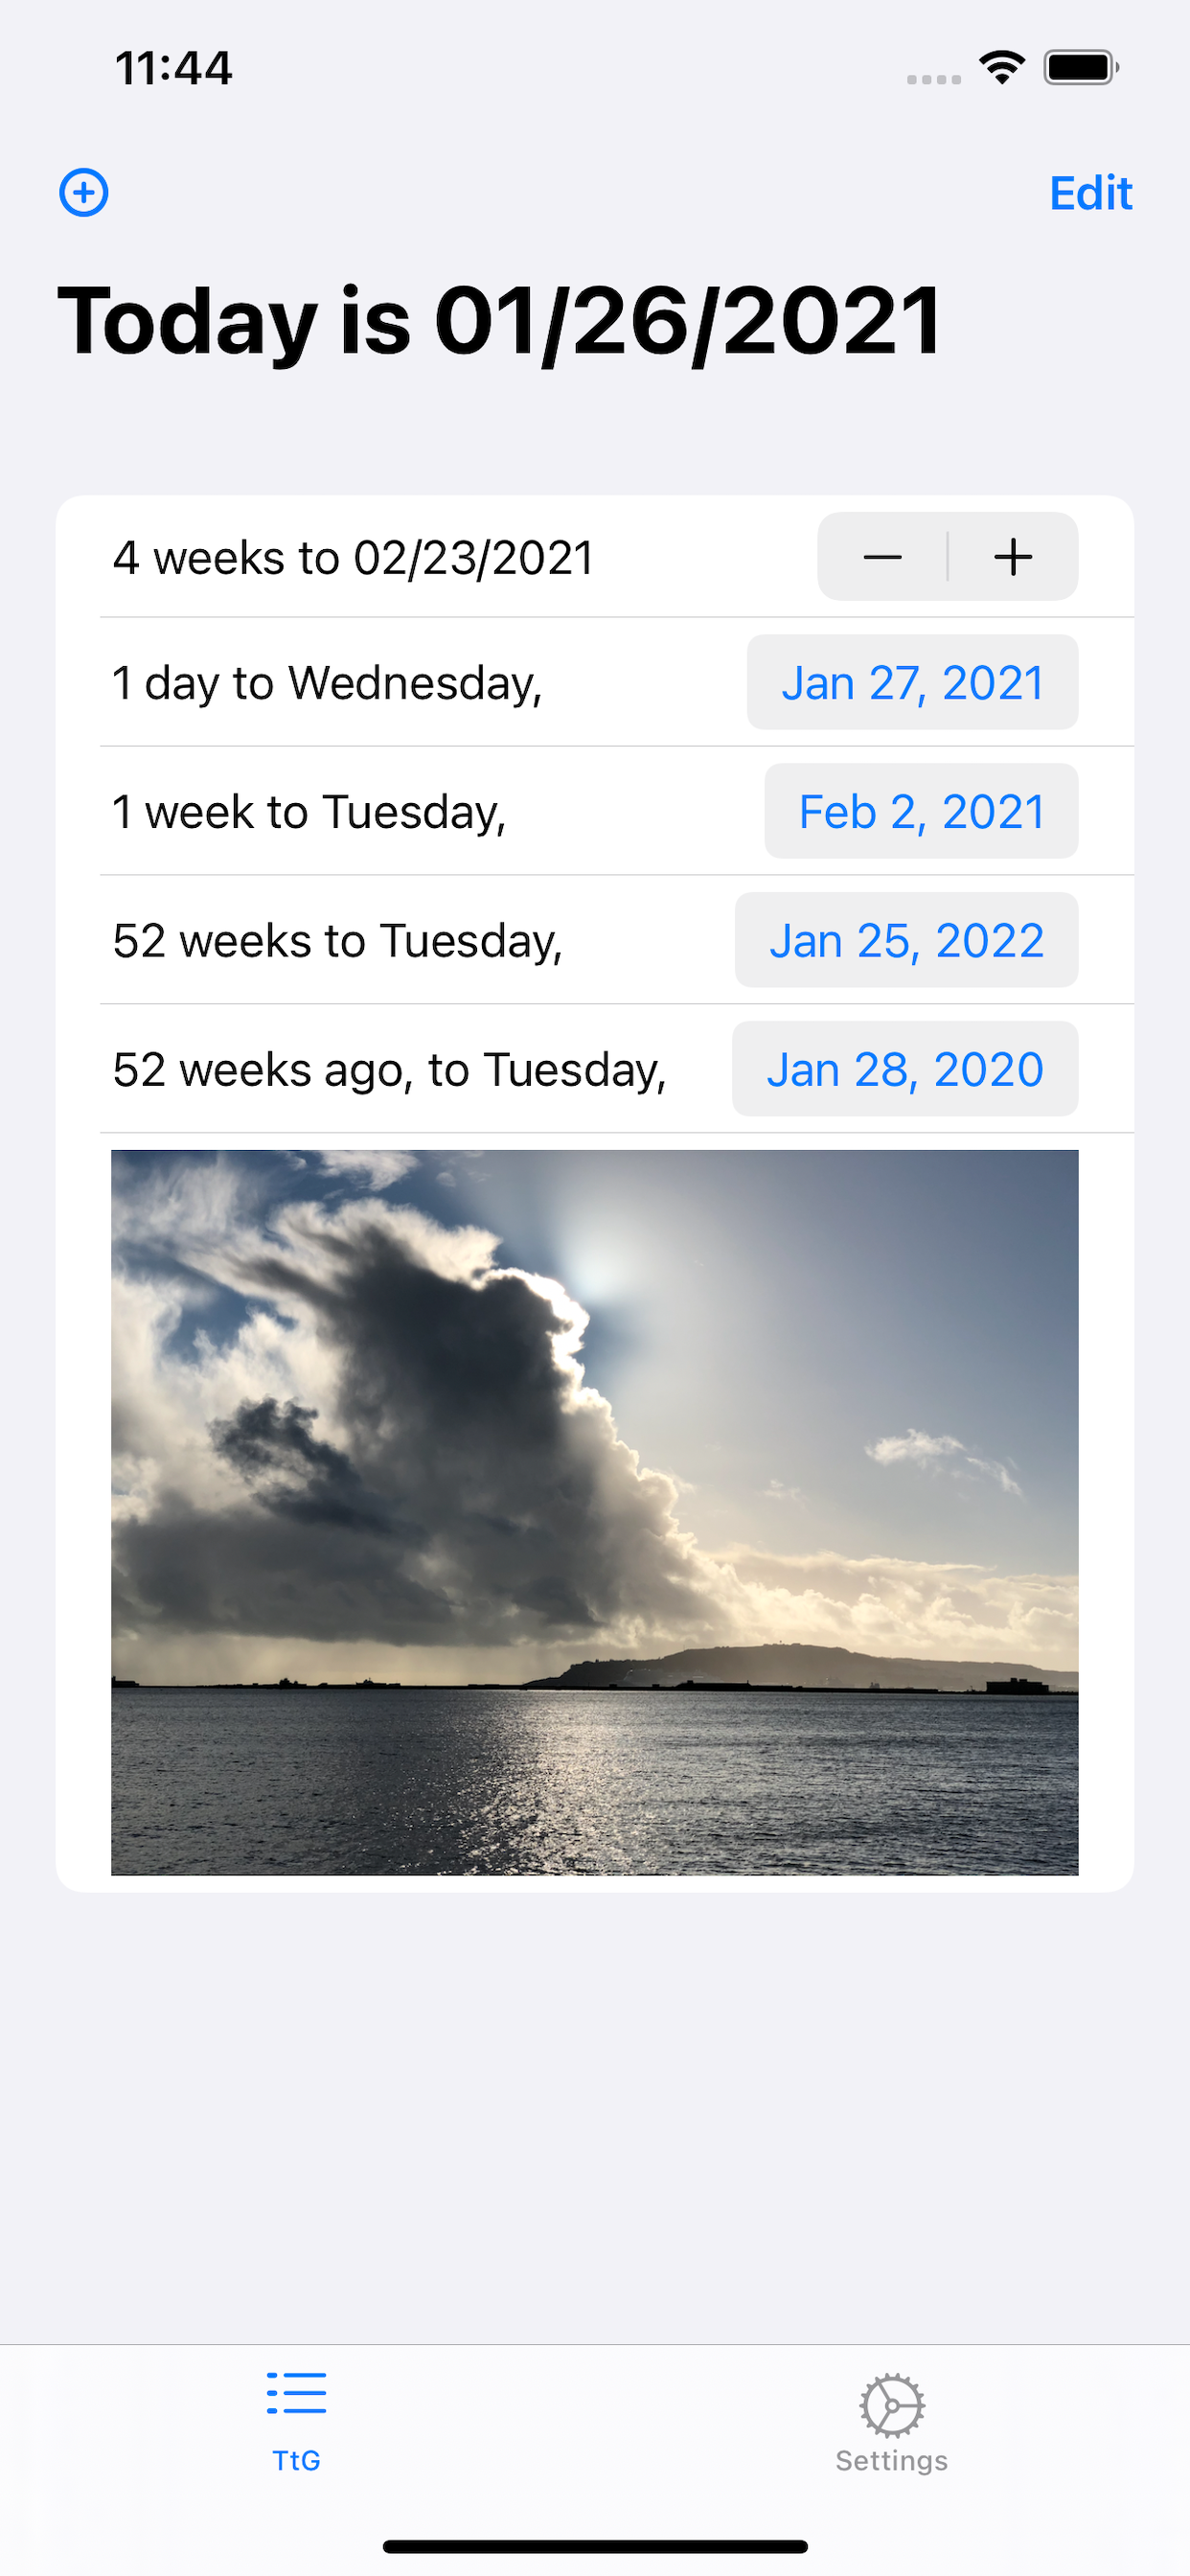 11:44
Edit
Today is 01/26/2021
4 weeks to 02/23/2021
1 day to Wednesday, Jan 27, 2021
1 week to Tuesday, Feb 2, 2021
52 weeks to Tuesday, Jan 25, 2022
52 weeks ago, to Tuesday, Jan 28, 2020
TtG Settings